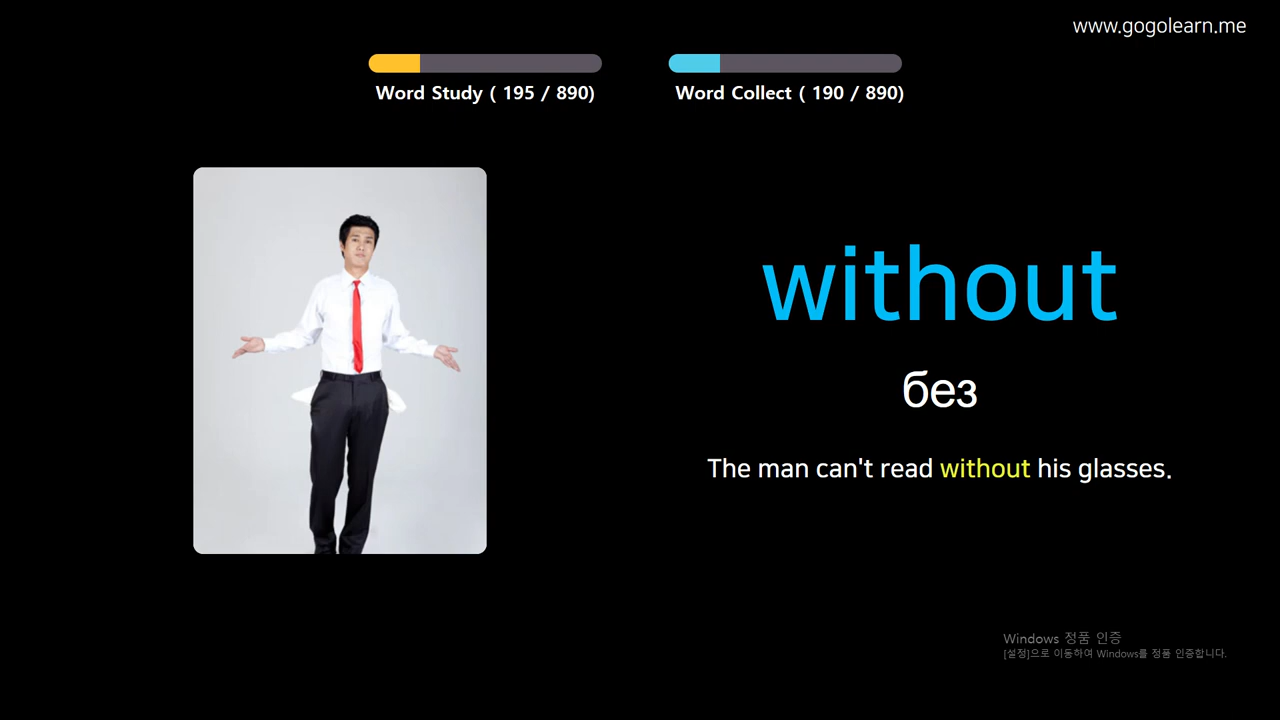 www.gogolearn.me
Word Study ( 195 / 890)
Word Collect ( 190 / 890)
without
без
The man can't read without his glasses.
Windows 정품 인증
[설정]으로 이동하여 Windows를 정품 인증합니다.